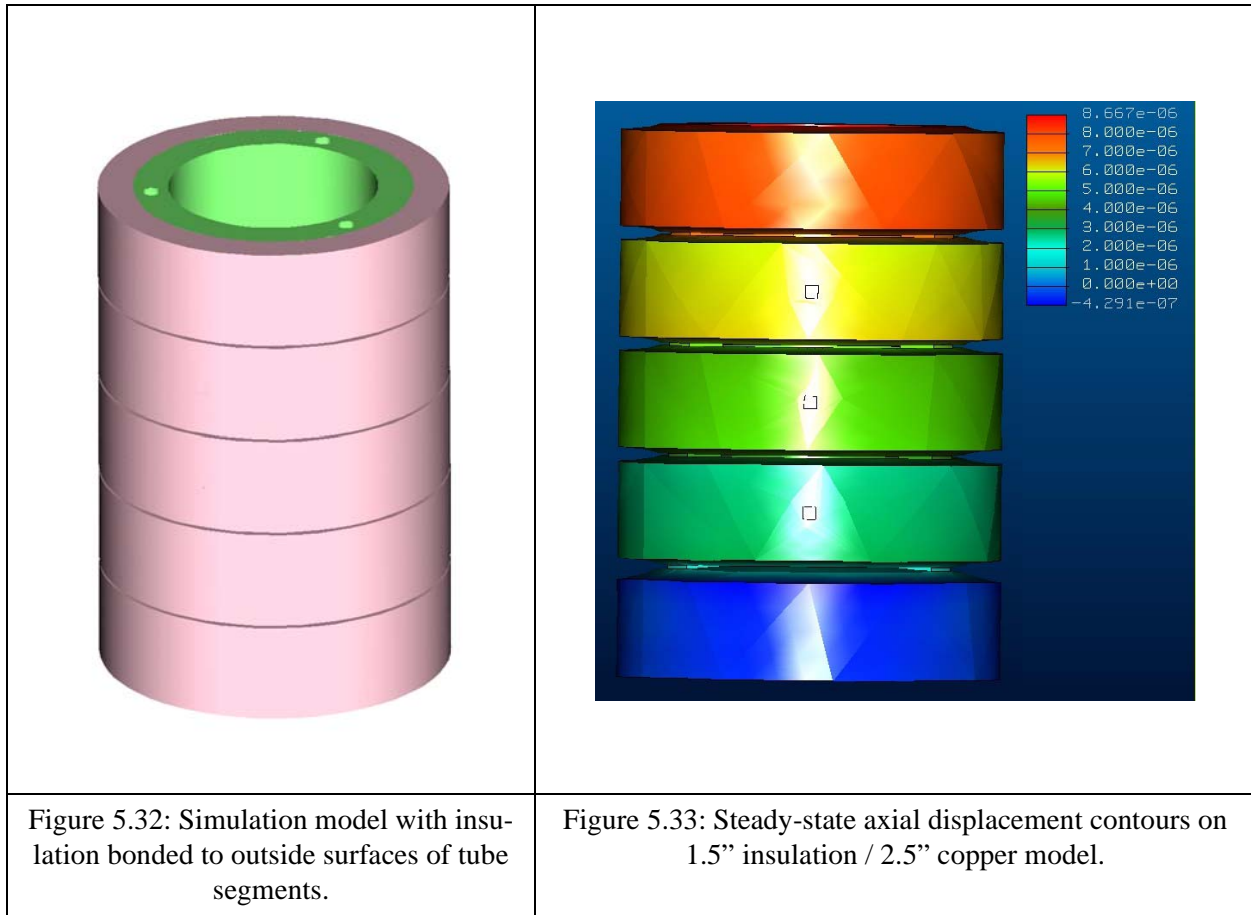 8.667e-06
8.000e-06
7.000e-06
6.000e-06
5.000e-06
4.000e-06
3.000e-06
2.000e-06
1.000e-06
0.000e+00
-4.291e-07
Figure 5.32: Simulation model with insu-
lation bonded to outside surfaces of tube
segments.
Figure 5.33: Steady-state axial displacement contours on
1.5” insulation / 2.5” copper model.